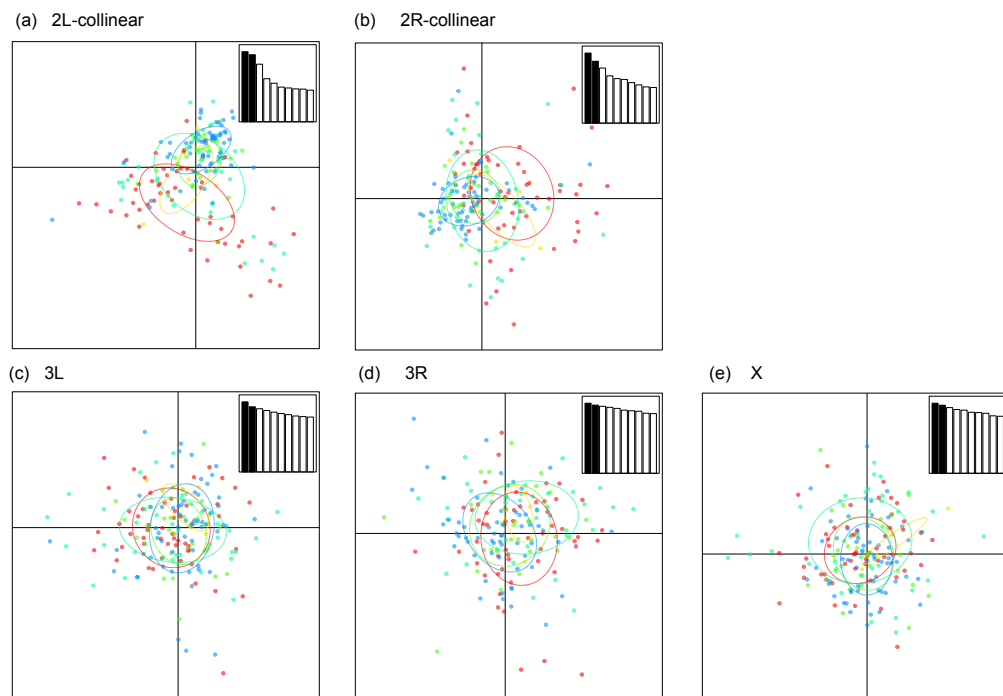 (a) 2L-collinear
(b) 2R-collinear
(c) 3L
(d) 3R
(e) X